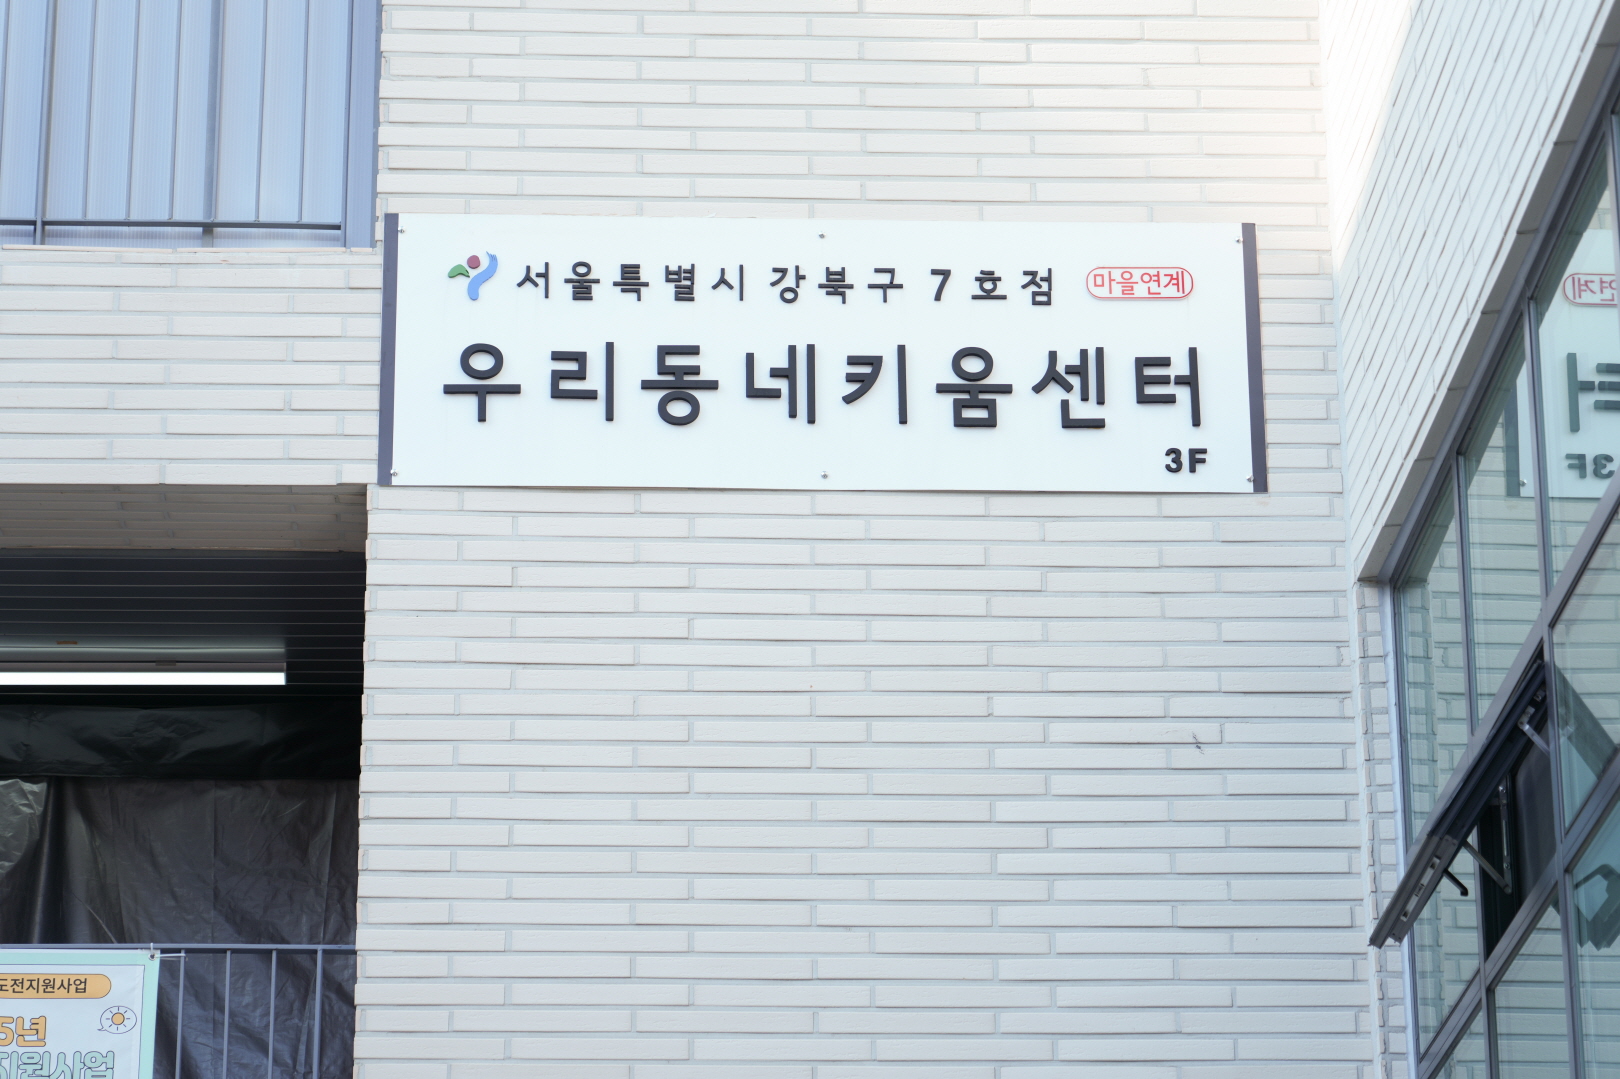 서울특별시 강북구 7호점 마을연계
우리동네키움센터
3F
도전지원사업
5년
지원사업